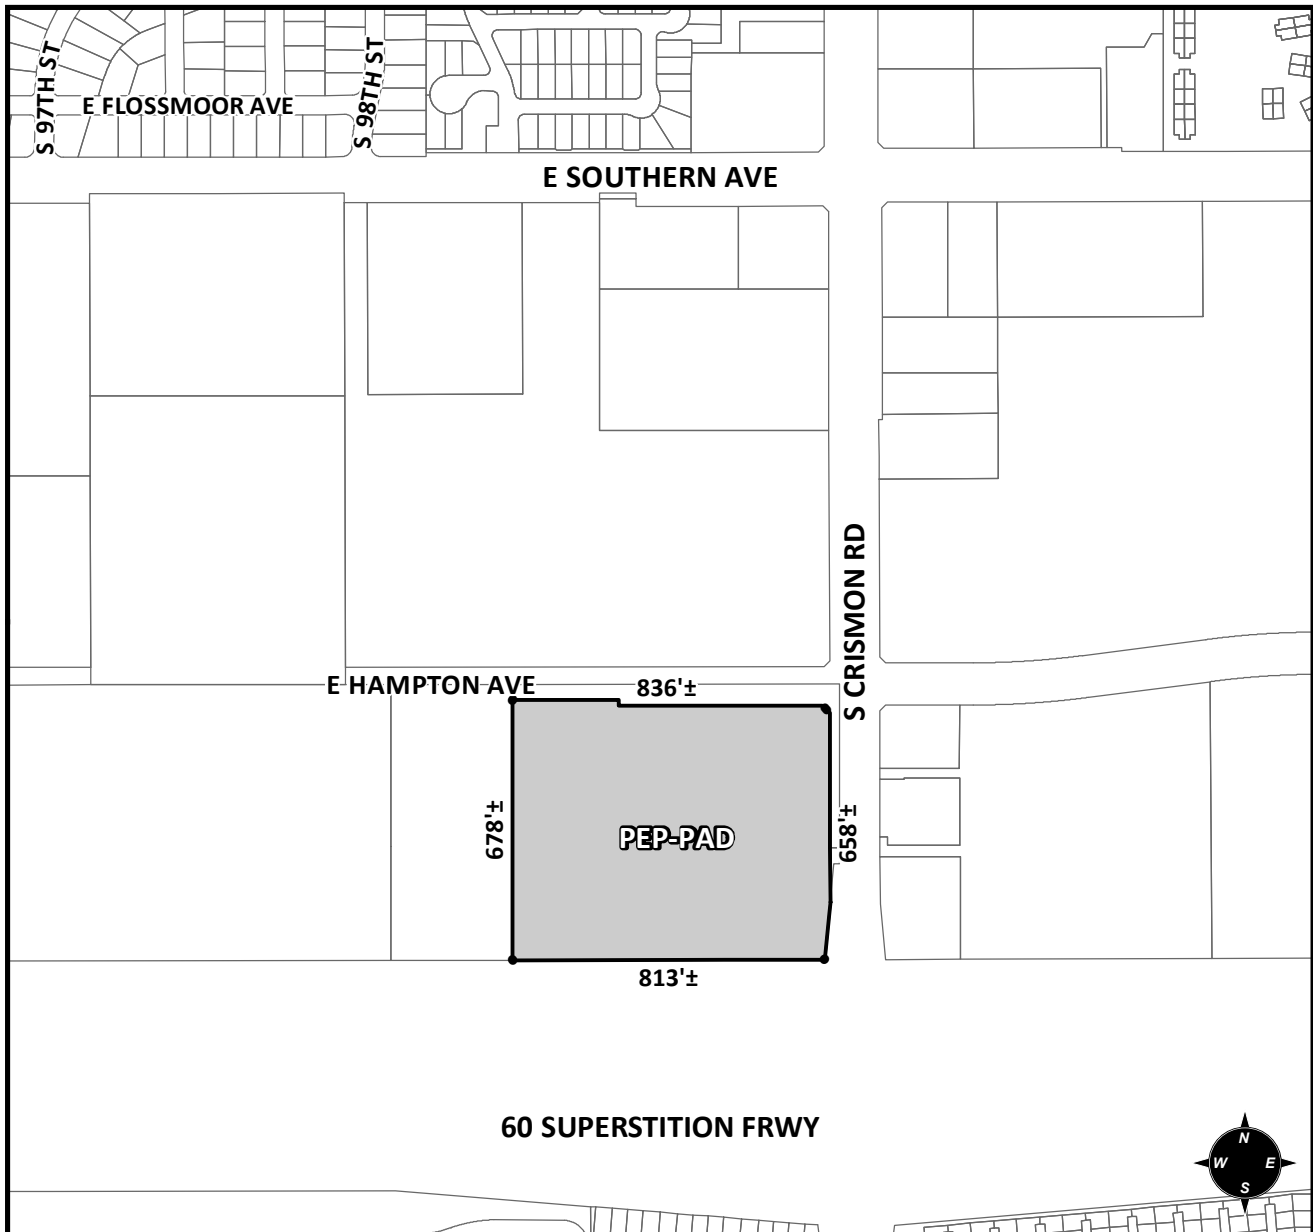 S 97TH ST
E FLOSSMOOR AVE
S 98TH ST
E SOUTHERN AVE
S CRISMON RD
E HAMPTON AVE
836'±
678'±
PEP-PAD
658'±
813'±
60 SUPERSTITION FRWY
N
W E
S